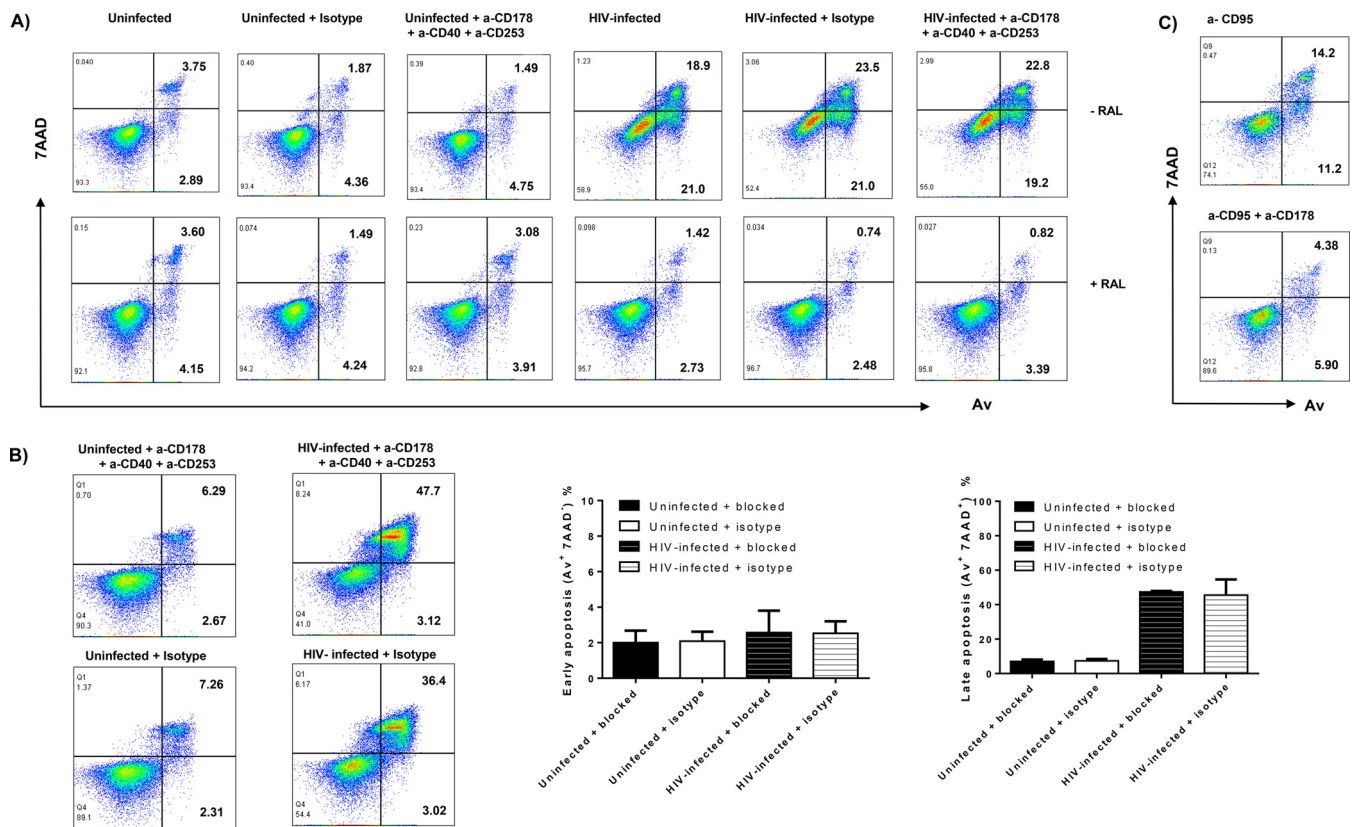 A)
Uninfected
Uninfected + Isotype
Uninfected + a-CD178
+ a-CD40 + a-CD253
HIV-infected
HIV-infected + Isotype
HIV-infected + a-CD178
+ a-CD40 + a-CD253
7AAD
0.040
3.75
93.3
2.89
0.40
1.87
93.4
4.36
0.39
1.49
93.4
4.75
1.23
18.9
58.9
21.0
3.06
23.5
52.4
21.0
2.99
22.8
55.0
19.2
- RAL
0.15
3.60
92.1
4.15
0.074
1.49
94.2
4.24
0.23
3.08
92.8
3.91
0.098
1.42
95.7
2.73
0.034
0.74
96.7
2.48
0.027
0.82
95.8
3.39
+ RAL
Av
C)
a- CD95
Q9
0.47
14.2
Q12
74.1
11.2
7AAD
a-CD95 + a-CD178
Q9
0.13
4.38
Q12
89.6
5.90
Av
B)
Uninfected + a-CD178
+ a-CD40 + a-CD253
Q1
0.70
6.29
Q4
90.3
2.67
HIV-infected + a-CD178
+ a-CD40 + a-CD253
Q1
8.24
47.7
Q4
41.0
3.12
Uninfected + Isotype
Q1
1.37
7.26
Q4
89.1
2.31
HIV- infected + Isotype
Q1
6.17
36.4
Q4
54.4
3.02
Early apoptosis (Av+ 7AAD-) %
10
8
6
4
2
0
Uninfected + blocked
Uninfected + isotype
HIV-infected + blocked
HIV-infected + isotype
Uninfected + blocked
Uninfected + isotype
HIV-infected + blocked
HIV-infected + isotype
Late apoptosis (Av+ 7AAD+) %
100
80
60
40
20
0
Uninfected + blocked
Uninfected + isotype
HIV-infected + blocked
HIV-infected + isotype
Uninfected + blocked
Uninfected + isotype
HIV-infected + blocked
HIV-infected + isotype